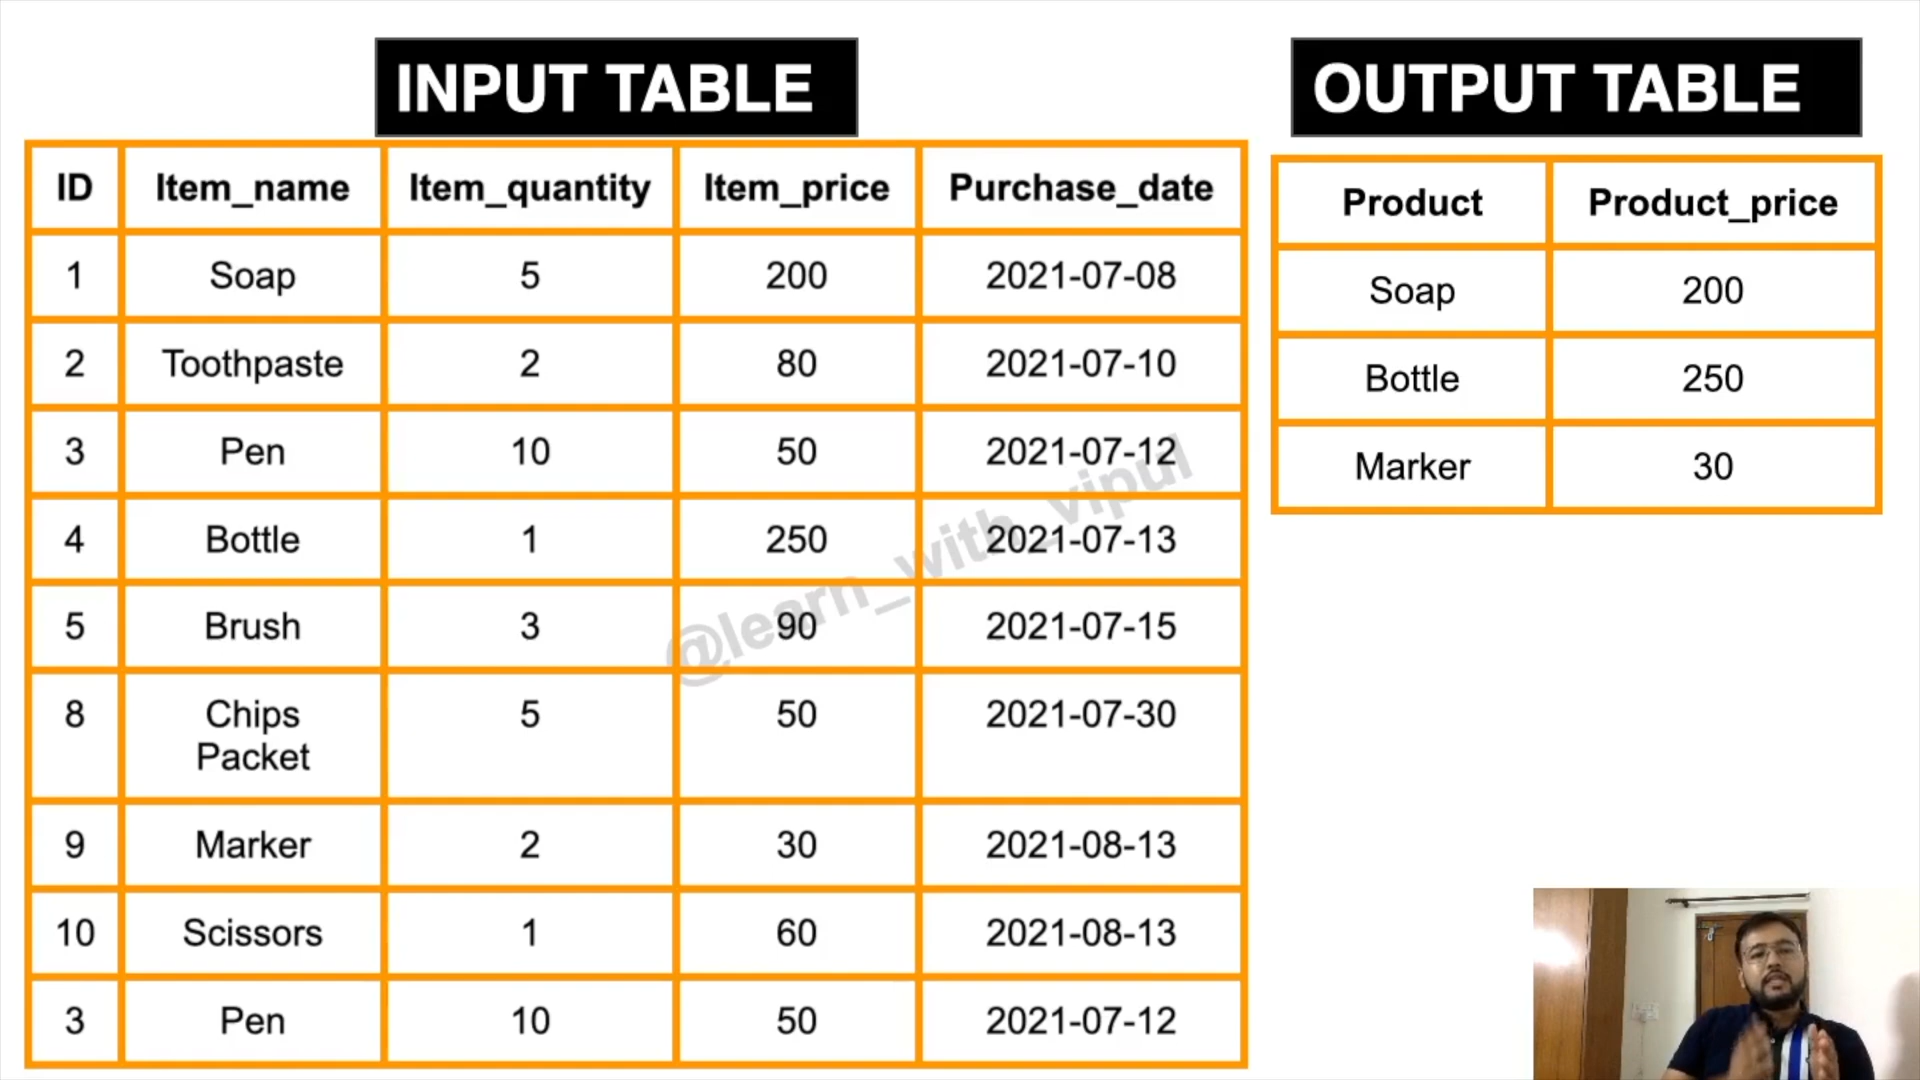 INPUT TABLE
ID Item_name Item_quantity Item_price Purchase_date
1 Soap 5 200 2021-07-08
2 Toothpaste 2 80 2021-07-10
3 Pen 10 50 2021-07-12
4 Bottle 1 250 2021-07-13
5 Brush 3 90 2021-07-15
8 Chips 5 50 2021-07-30
Packet
9 Marker 2 30 2021-08-13
10 Scissors 1 60 2021-08-13
3 Pen 10 50 2021-07-12
@learn_with_vipul
OUTPUT TABLE
Product Product_price
Soap 200
Bottle 250
Marker 30